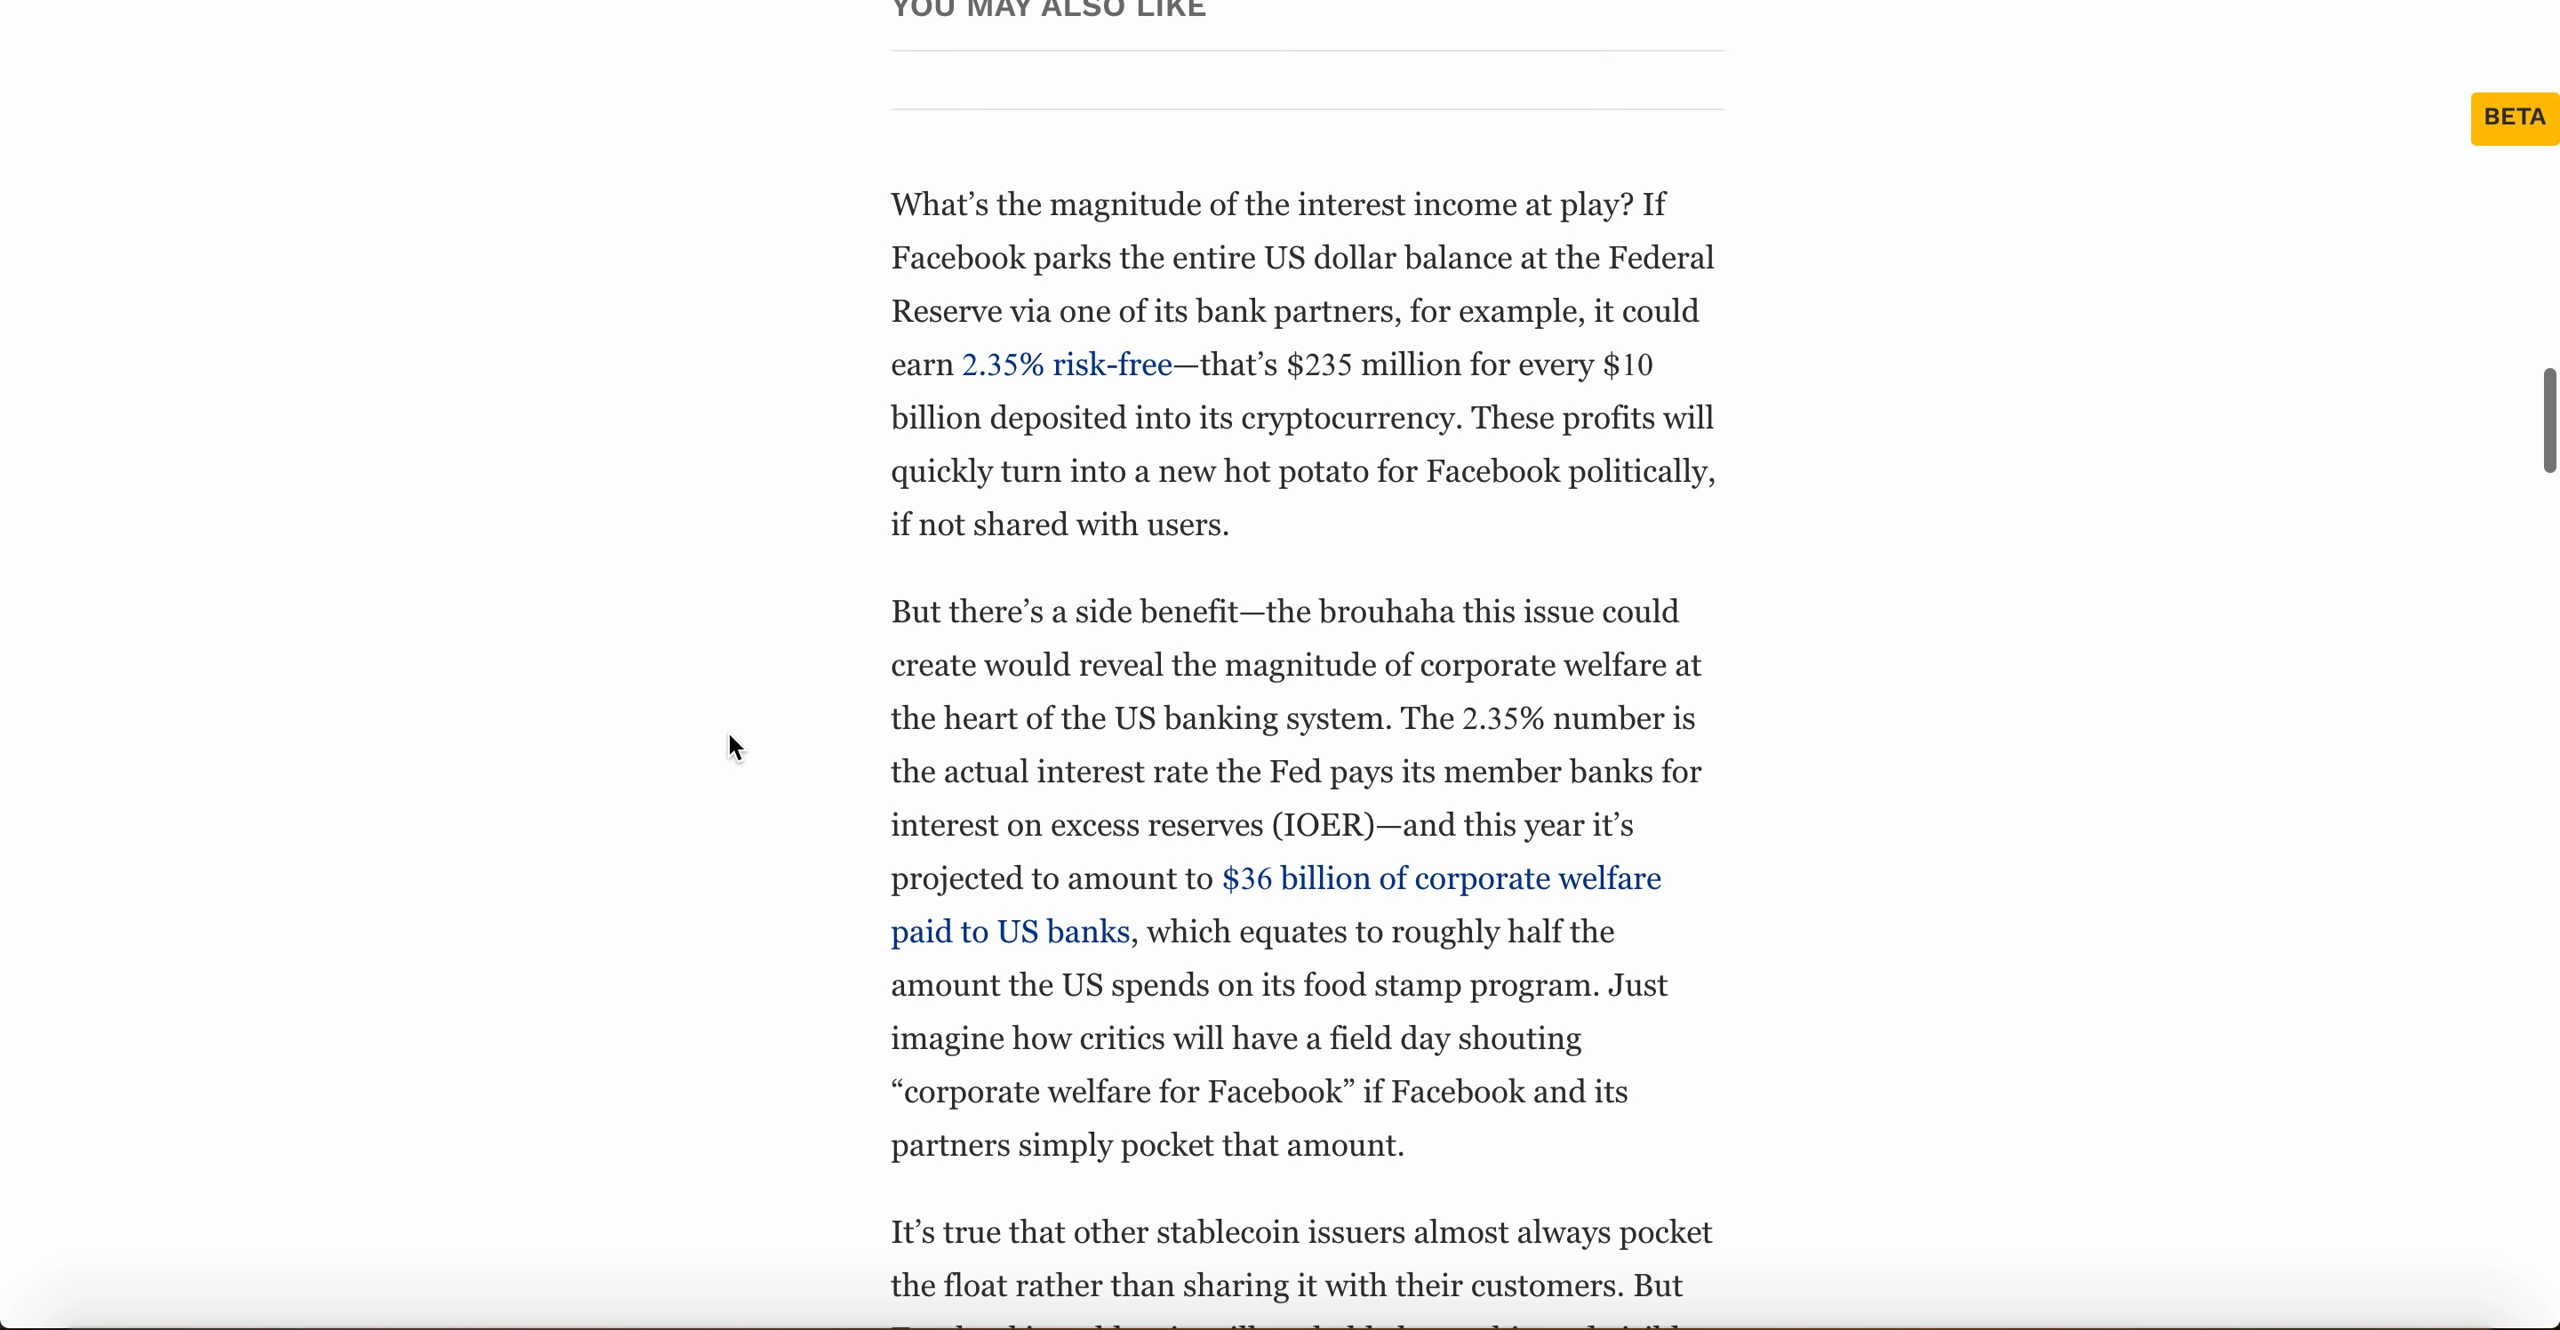 YOU MAY ALSO LIKE
BETA
What’s the magnitude of the interest income at play? If
Facebook parks the entire US dollar balance at the Federal
Reserve via one of its bank partners, for example, it could
earn 2.35% risk-free—that’s $235 million for every $10
billion deposited into its cryptocurrency. These profits will
quickly turn into a new hot potato for Facebook politically,
if not shared with users.
But there’s a side benefit—the brouhaha this issue could
create would reveal the magnitude of corporate welfare at
the heart of the US banking system. The 2.35% number is
the actual interest rate the Fed pays its member banks for
interest on excess reserves (IOER)—and this year it’s
projected to amount to $36 billion of corporate welfare
paid to US banks, which equates to roughly half the
amount the US spends on its food stamp program. Just
imagine how critics will have a field day shouting
“corporate welfare for Facebook” if Facebook and its
partners simply pocket that amount.
It’s true that other stablecoin issuers almost always pocket
the float rather than sharing it with their customers. But